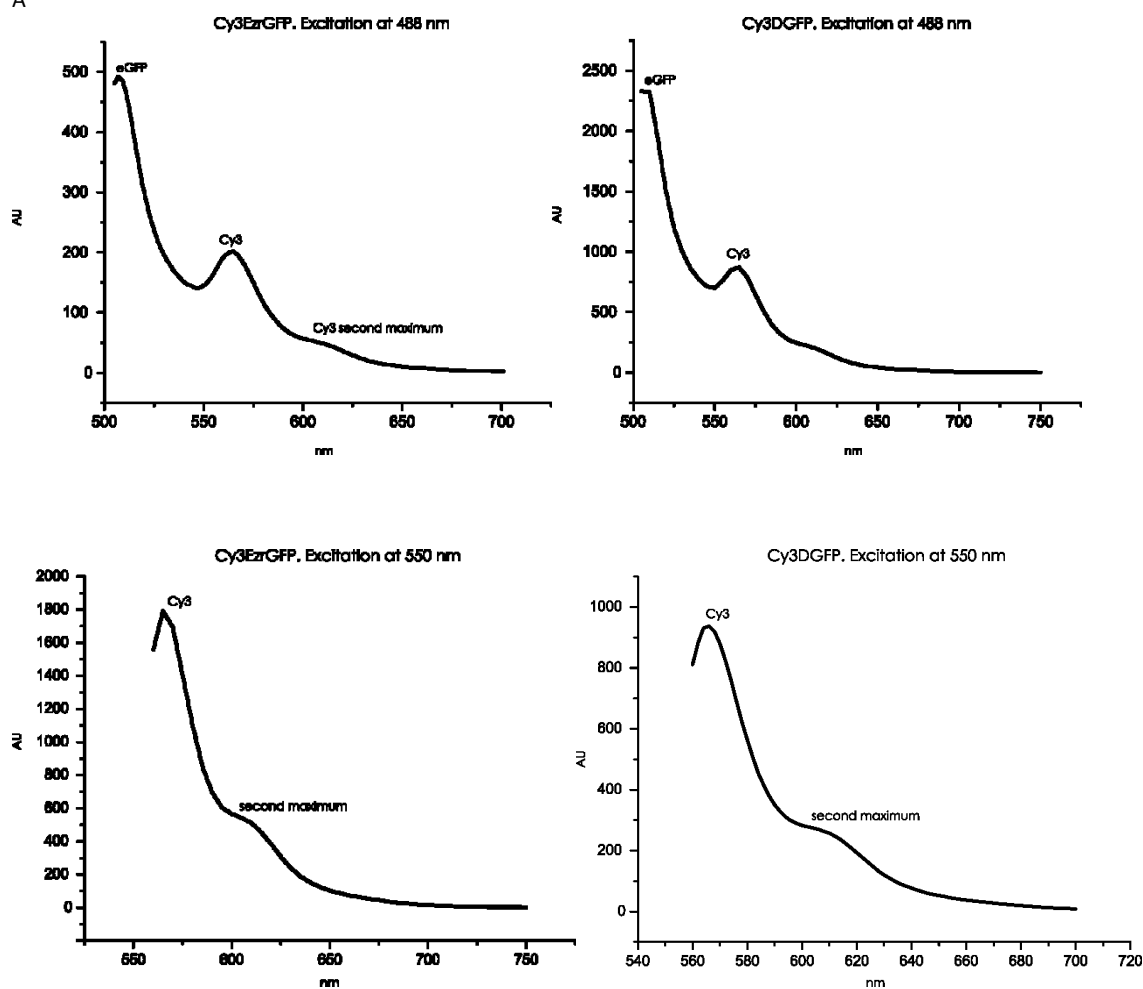 A
Cy3EzrGFP. Excitation at 488 nm
eGFP
Cy3
Cy3 second maximum
500
400
300
200
100
0
AU
500 550 600 650 700
nm
Cy3DGFP. Excitation at 488 nm
eGFP
Cy3
2500
2000
1500
1000
500
0
AU
500 550 600 650 700 750
nm
Cy3EzrGFP. Excitation at 550 nm
Cy3
second maximum
2000
1800
1600
1400
1200
1000
800
600
400
200
0
AU
550 600 650 700 750
nm
Cy3DGFP. Excitation at 550 nm
Cy3
second maximum
1000
800
600
400
200
0
AU
540 560 580 600 620 640 660 680 700 720
nm